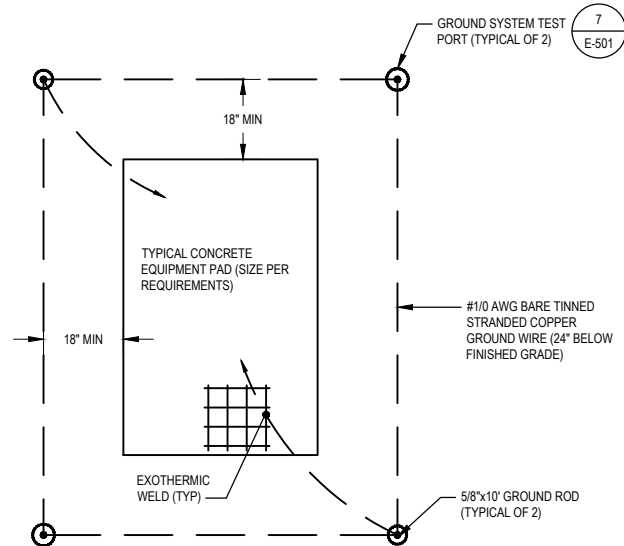 GROUND SYSTEM TEST
PORT (TYPICAL OF 2)
7
E-501
18" MIN
TYPICAL CONCRETE
EQUIPMENT PAD (SIZE PER
REQUIREMENTS)
#1/0 AWG BARE TINNED
STRANDED COPPER
GROUND WIRE (24" BELOW
FINISHED GRADE)
18" MIN
EXOTHERMIC
WELD (TYP)
5/8"x10' GROUND ROD
(TYPICAL OF 2)